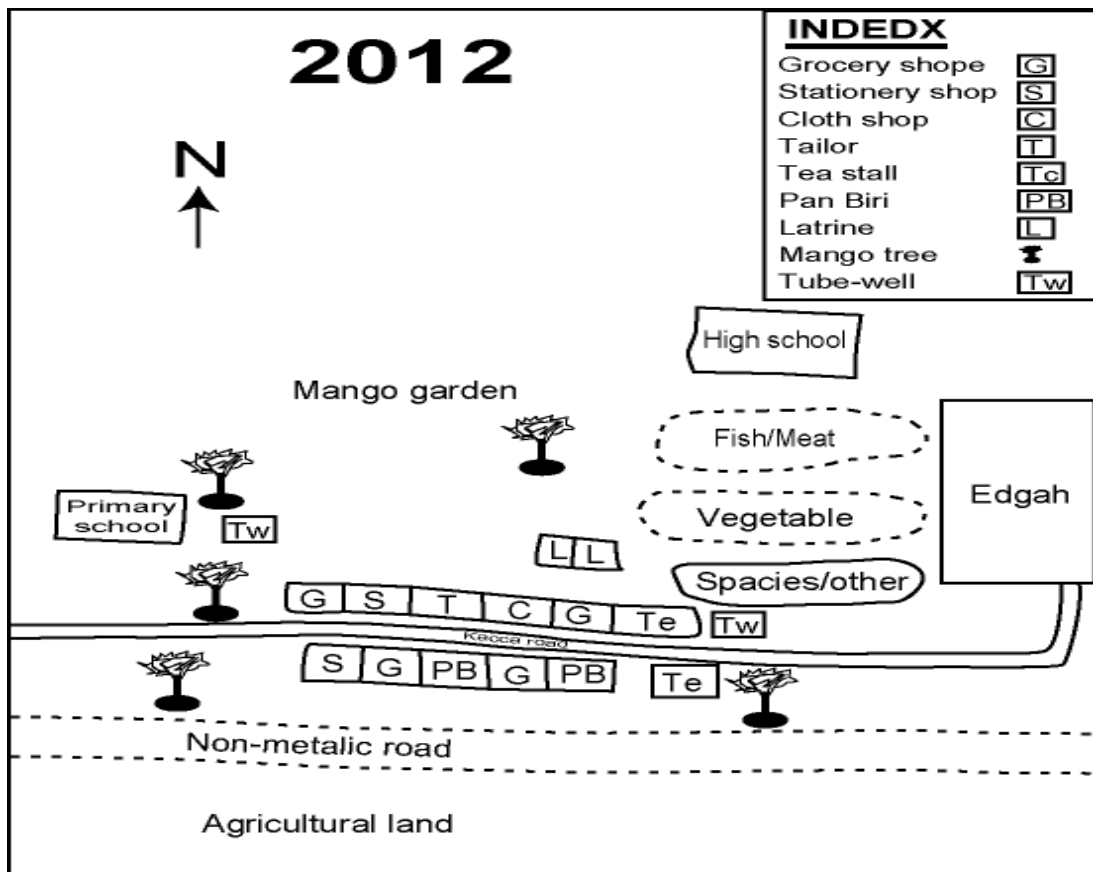 2012
INDEDX
Grocery shope G
Stationery shop S
Cloth shop C
Tailor T
Tea stall Tc
Pan Biri PB
Latrine L
Mango tree
Tube-well Tw
N
High school
Mango garden
Fish/Meat
Edgah
Primary
school
Tw
Vegetable
L L
Spacies/other
G S T C G Te
Tw
Kacca road
S G PB G PB
Te
Non-metalic road
Agricultural land